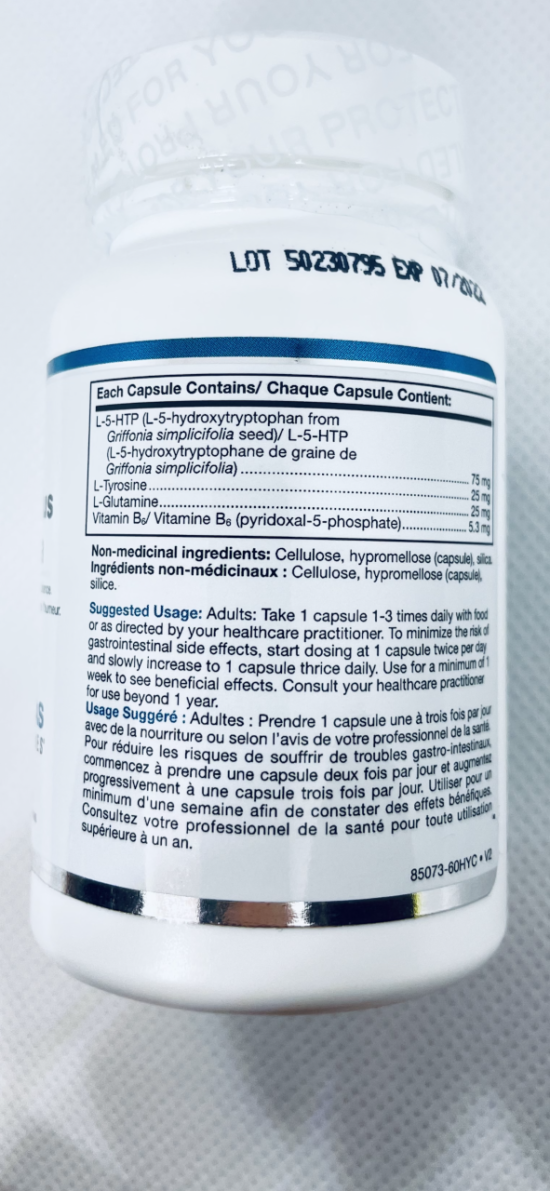 FOR YO
YOUR
PROTEC
LOT 50230795 EXP 07/2022
Each Capsule Contains/ Chaque Capsule Contient:
L-5-HTP (L-5-hydroxytryptophan from
Griffonia simplicifolia seed)/ L-5-HTP
(L-5-hydroxytryptophane de graine de
Griffonia simplicifolia) 75 mg
L-Tyrosine 25 mg
L-Glutamine 25 mg
Vitamin B₆/ Vitamine B₆ (pyridoxal-5-phosphate) 5.3 mg
Non-medicinal ingredients: Cellulose, hypromellose (capsule), silica.
Ingrédients non-médicinaux : Cellulose, hypromellose (capsule),
silice.
Suggested Usage: Adults: Take 1 capsule 1-3 times daily with food
or as directed by your healthcare practitioner. To minimize the risk of
gastrointestinal side effects, start dosing at 1 capsule twice per day
and slowly increase to 1 capsule thrice daily. Use for a minimum of 1
week to see beneficial effects. Consult your healthcare practitioner
for use beyond 1 year.
Usage Suggéré : Adultes : Prendre 1 capsule une à trois fois par jour
avec de la nourriture ou selon l'avis de votre professionnel de la santé.
Pour réduire les risques de souffrir de troubles gastro-intestinaux,
commencez à prendre une capsule deux fois par jour et augmentez
progressivement à une capsule trois fois par jour. Utiliser pour un
minimum d'une semaine afin de constater des effets bénéfiques.
Consultez votre professionnel de la santé pour toute utilisation
supérieure à un an.
85073-60HYC • V2